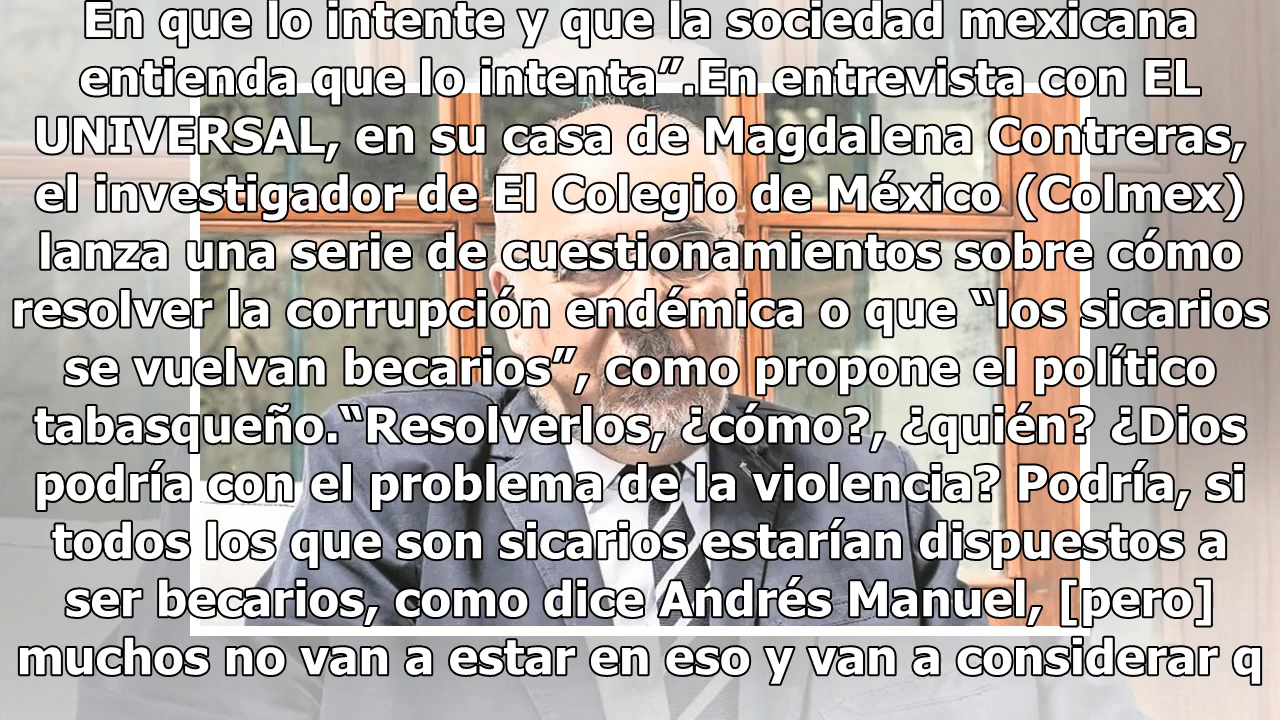 En que lo intente y que la sociedad mexicana
entienda que lo intenta”.En entrevista con EL
UNIVERSAL, en su casa de Magdalena Contreras,
el investigador de El Colegio de México (Colmex)
lanza una serie de cuestionamientos sobre cómo
resolver la corrupción endémica o que “los sicarios
se vuelvan becarios”, como propone el político
tabasqueño.“Resolverlos, ¿cómo?, ¿quién? ¿Dios
podría con el problema de la violencia? Podría, si
todos los que son sicarios estarían dispuestos a
ser becarios, como dice Andrés Manuel, [pero]
muchos no van a estar en eso y van a considerar q